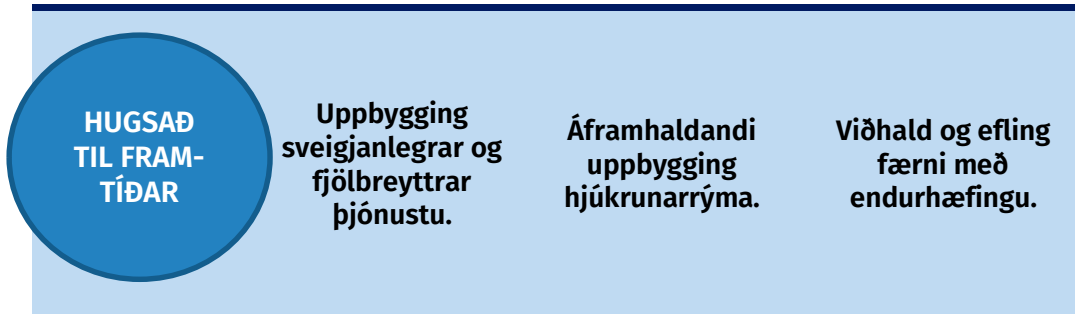 HUGSAÐ
TIL FRAM-
TÍÐAR
Uppbygging
sveigjanlegrar og
fjölbreyttrar
þjónustu.
Áframhaldandi
uppbygging
hjúkrunarrýma.
Viðhald og efling
færni með
endurhæfingu.